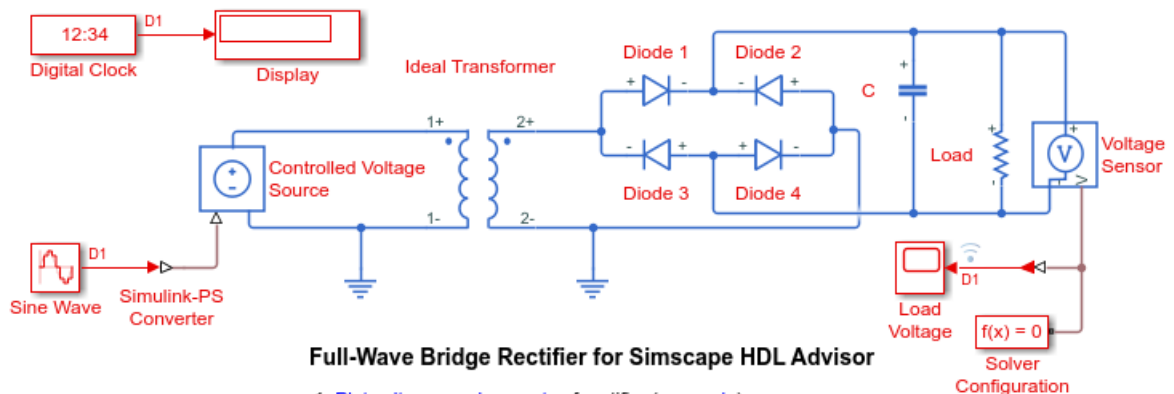 12:34
D1
Digital Clock
Display
Ideal Transformer
Diode 1
Diode 2
+
-
-
+
C
+
-
1+
2+
Controlled Voltage
Source
+
-
-
+
+
-
Diode 3
Diode 4
Load
+
-
+
V
-
V
Voltage
Sensor
1-
2-
D1
Sine Wave
Simulink-PS
Converter
D1
Load
Voltage
f(x) = 0
Solver
Configuration
Full-Wave Bridge Rectifier for Simscape HDL Advisor